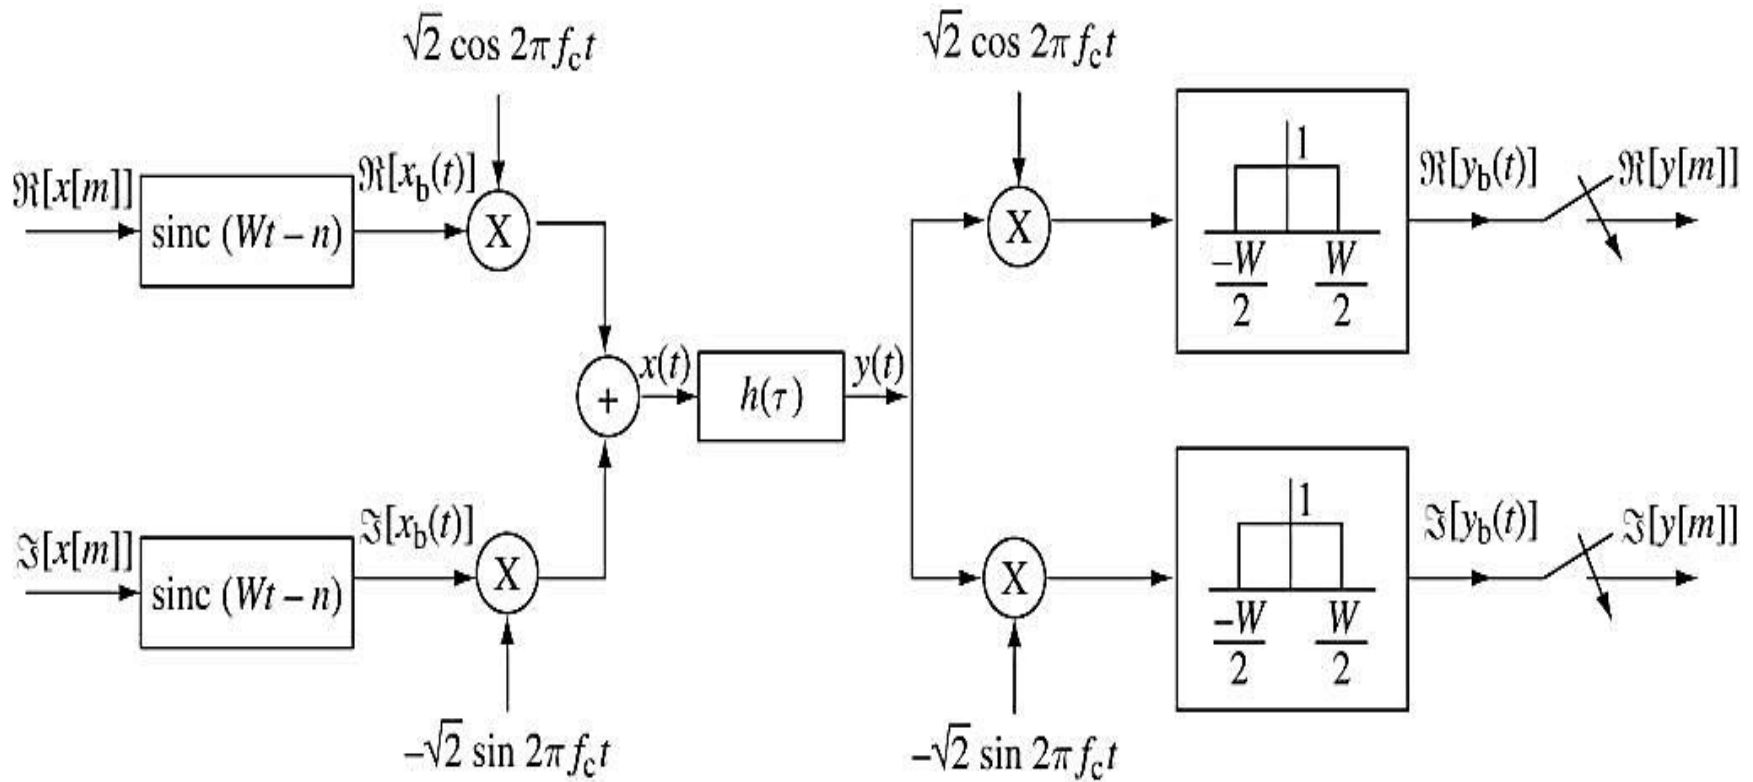 √2 cos 2πf_c t
√2 cos 2πf_c t
ℜ[x[m]]
sinc (Wt – n)
ℜ[x_b(t)]
X
X
1
–W/2
W/2
ℜ[y_b(t)]
ℜ[y[m]]
+
x(t)
h(τ)
y(t)
ℑ[x[m]]
sinc (Wt – n)
ℑ[x_b(t)]
X
X
1
–W/2
W/2
ℑ[y_b(t)]
ℑ[y[m]]
–√2 sin 2πf_c t
–√2 sin 2πf_c t